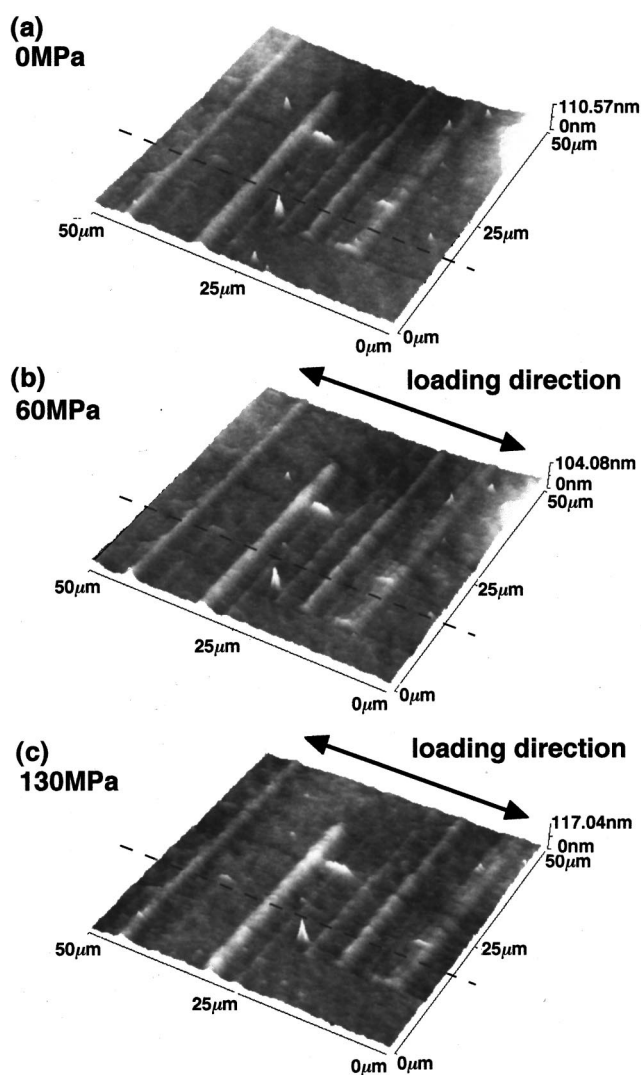 (a)
0MPa
110.57nm
0nm
50μm
25μm
0μm
50μm
25μm
0μm
(b)
60MPa
loading direction
104.08nm
0nm
50μm
25μm
0μm
50μm
25μm
0μm
(c)
130MPa
loading direction
117.04nm
0nm
50μm
25μm
0μm
50μm
25μm
0μm